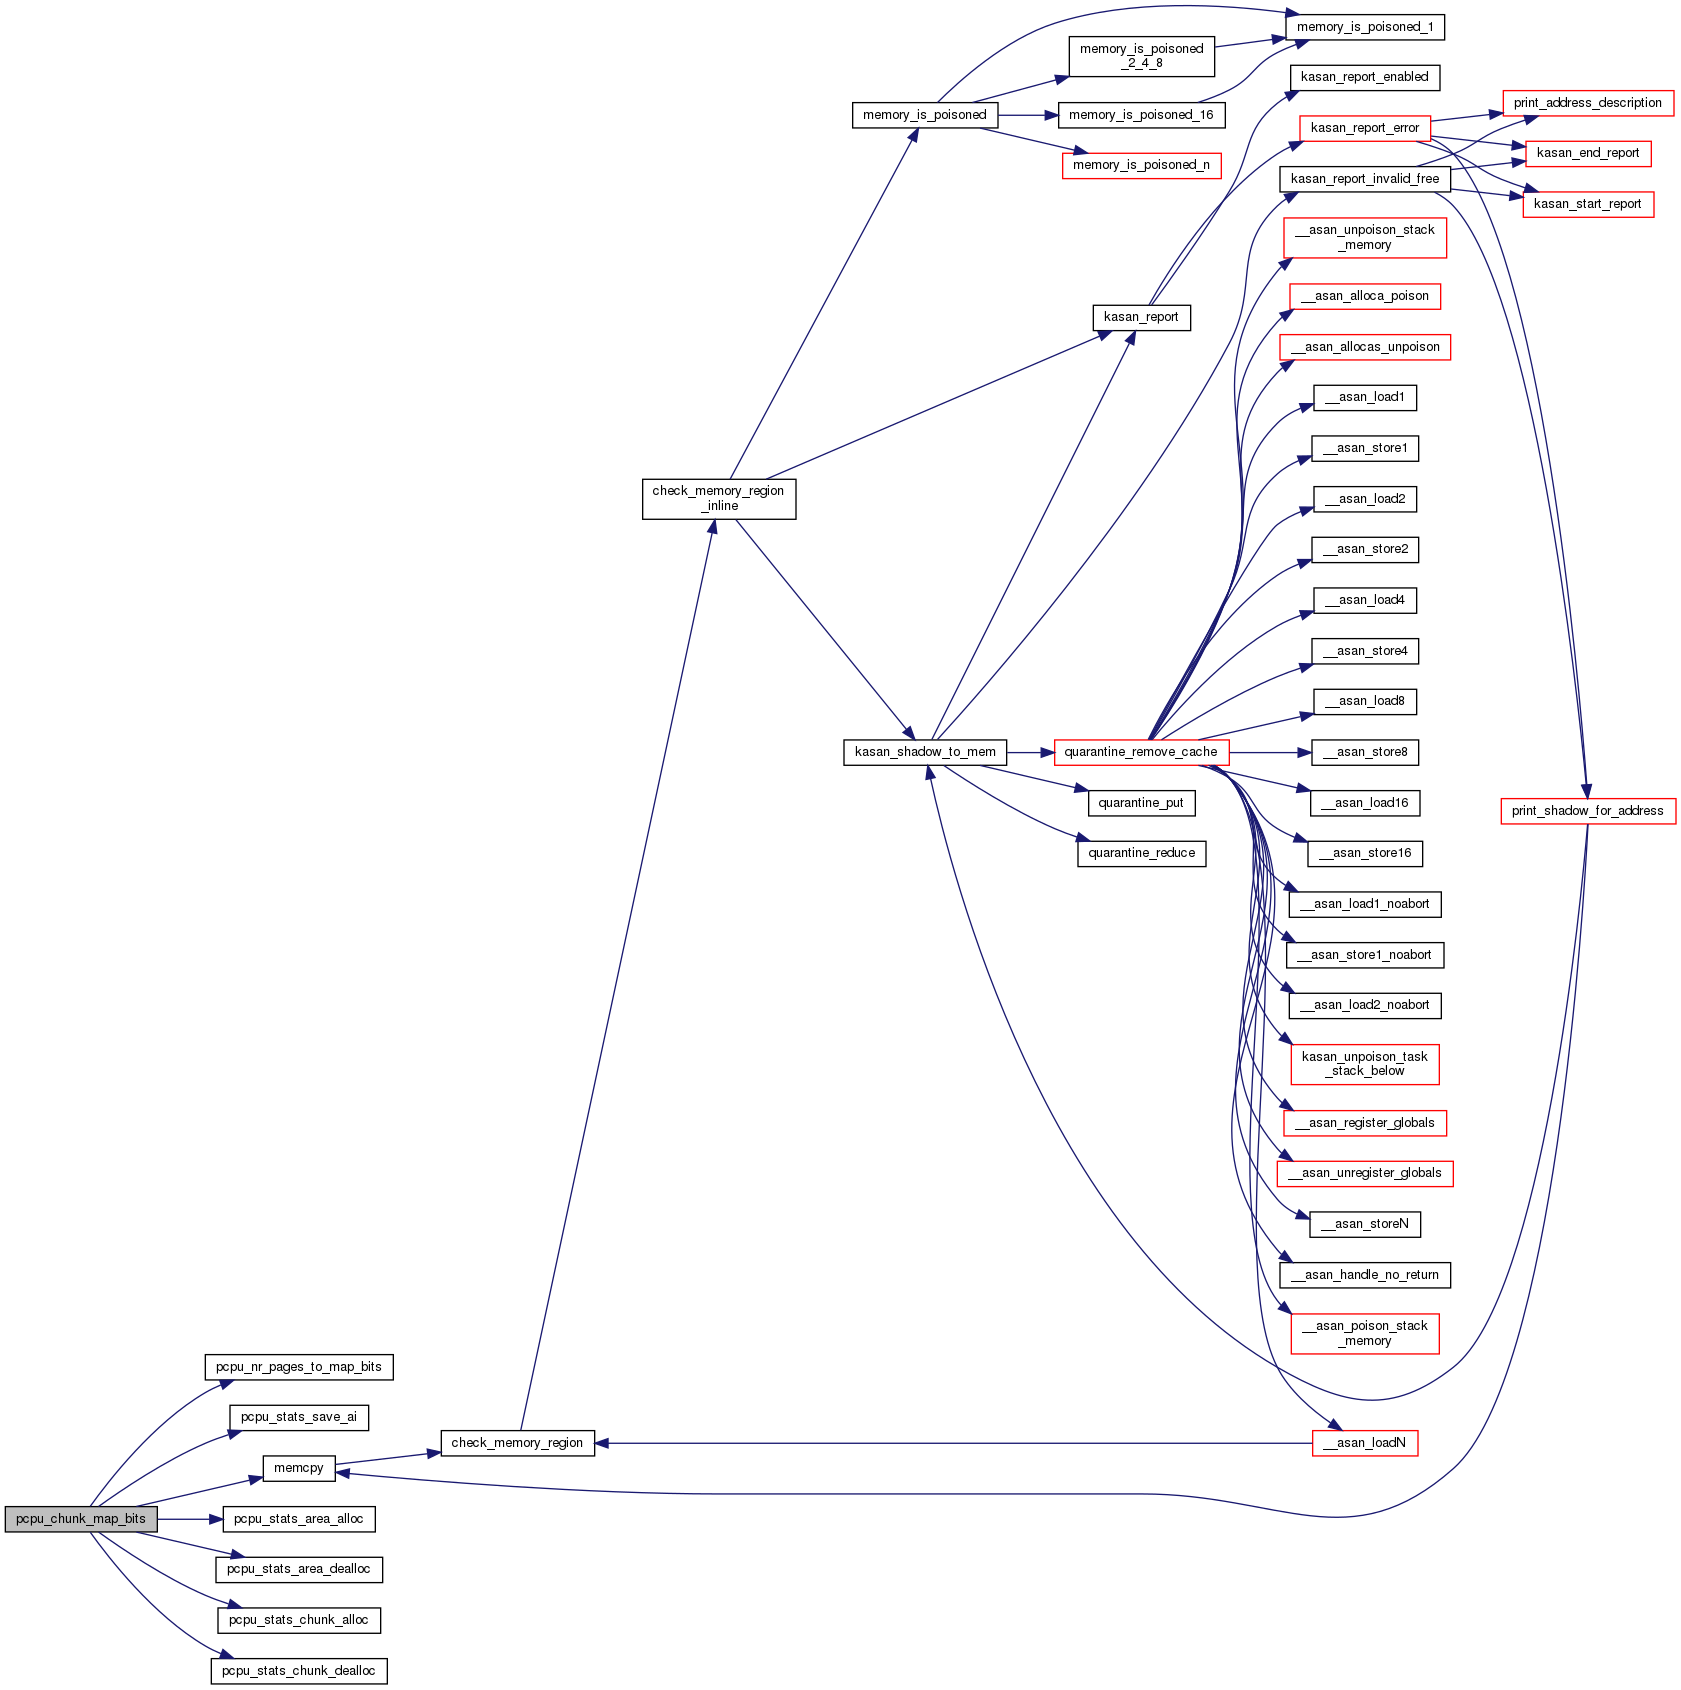 memory_is_poisoned_1
memory_is_poisoned
_2_4_8
kasan_report_enabled
print_address_description
memory_is_poisoned
memory_is_poisoned_16
kasan_report_error
kasan_end_report
memory_is_poisoned_n
kasan_report_invalid_free
kasan_start_report
__asan_unpoison_stack
_memory
__asan_alloca_poison
kasan_report
__asan_allocas_unpoison
__asan_load1
__asan_store1
check_memory_region
_inline
__asan_load2
__asan_store2
__asan_load4
__asan_store4
__asan_load8
kasan_shadow_to_mem
quarantine_remove_cache
__asan_store8
quarantine_put
__asan_load16
print_shadow_for_address
quarantine_reduce
__asan_store16
__asan_load1_noabort
__asan_store1_noabort
__asan_load2_noabort
kasan_unpoison_task
_stack_below
__asan_register_globals
__asan_unregister_globals
__asan_storeN
__asan_handle_no_return
__asan_poison_stack
_memory
pcpu_nr_pages_to_map_bits
pcpu_stats_save_ai
check_memory_region
__asan_loadN
memcpy
pcpu_chunk_map_bits
pcpu_stats_area_alloc
pcpu_stats_area_dealloc
pcpu_stats_chunk_alloc
pcpu_stats_chunk_dealloc